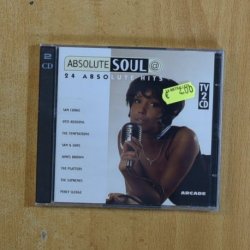 2 CD
ABSOLUTE SOUL @
24 ABSOLUTE HITS
TV
2
CD
SAM COOKE
OTIS REDDING
THE TEMPTATIONS
SAM & DAVE
JAMES BROWN
THE PLATTERS
THE SUPREMES
PERCY SLEDGE
ARCADE